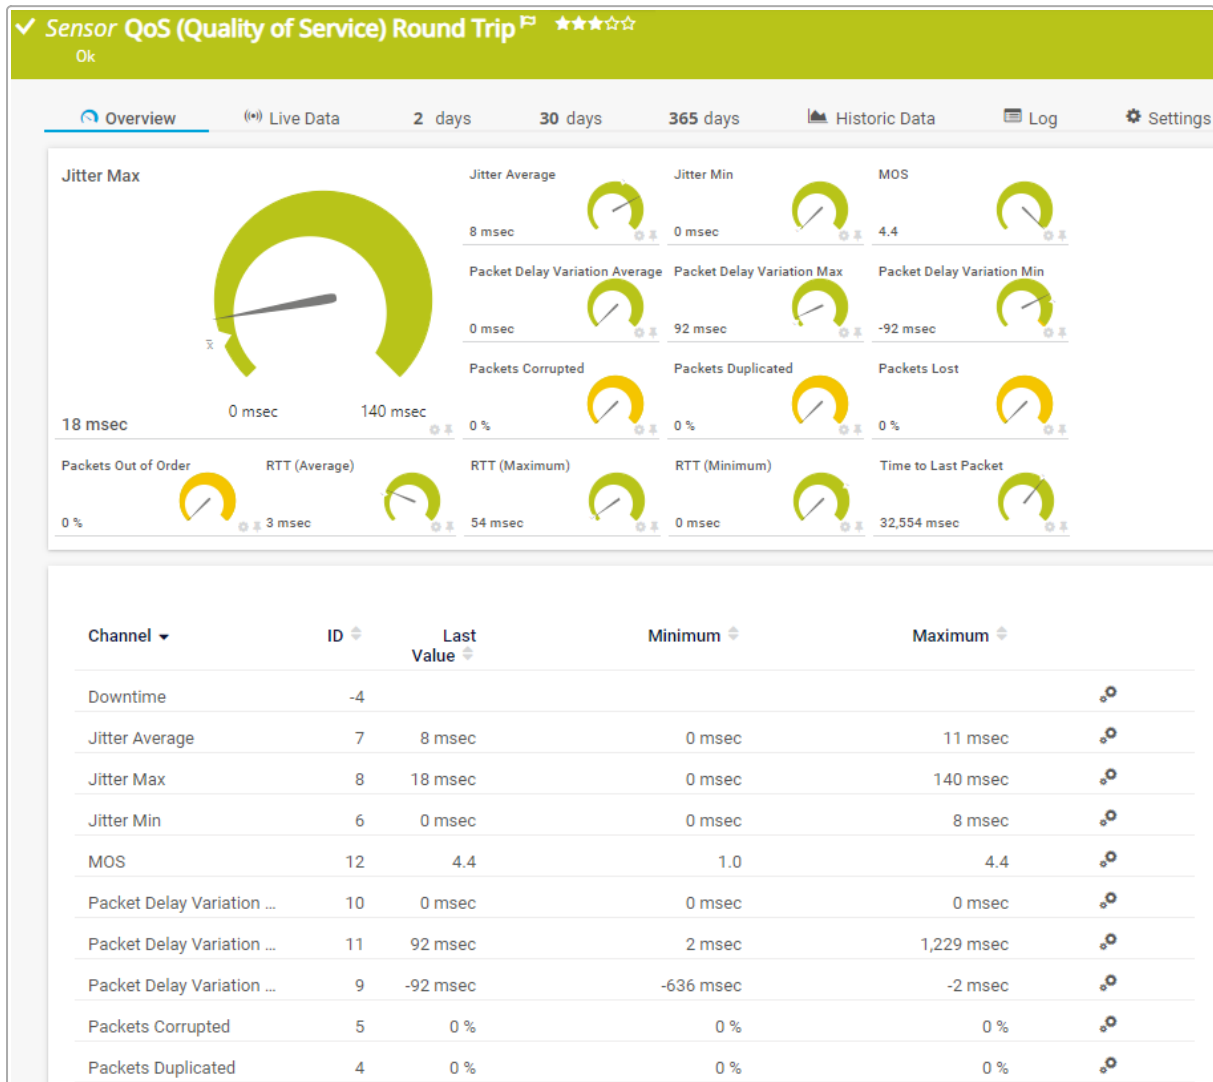 Sensor QoS (Quality of Service) Round Trip
Ok
Overview Live Data 2 days 30 days 365 days Historic Data Log Settings
Jitter Max
18 msec
0 msec 140 msec
x̄
Jitter Average
8 msec
Jitter Min
0 msec
MOS
4.4
Packet Delay Variation Average
0 msec
Packet Delay Variation Max
92 msec
Packet Delay Variation Min
-92 msec
Packets Corrupted
0 %
Packets Duplicated
0 %
Packets Lost
0 %
Packets Out of Order
0 %
RTT (Average)
3 msec
RTT (Maximum)
54 msec
RTT (Minimum)
0 msec
Time to Last Packet
32,554 msec
Channel ID Last Value Minimum Maximum
Downtime -4
Jitter Average 7 8 msec 0 msec 11 msec
Jitter Max 8 18 msec 0 msec 140 msec
Jitter Min 6 0 msec 0 msec 8 msec
MOS 12 4.4 1.0 4.4
Packet Delay Variation ... 10 0 msec 0 msec 0 msec
Packet Delay Variation ... 11 92 msec 2 msec 1,229 msec
Packet Delay Variation ... 9 -92 msec -636 msec -2 msec
Packets Corrupted 5 0 % 0 % 0 %
Packets Duplicated 4 0 % 0 % 0 %